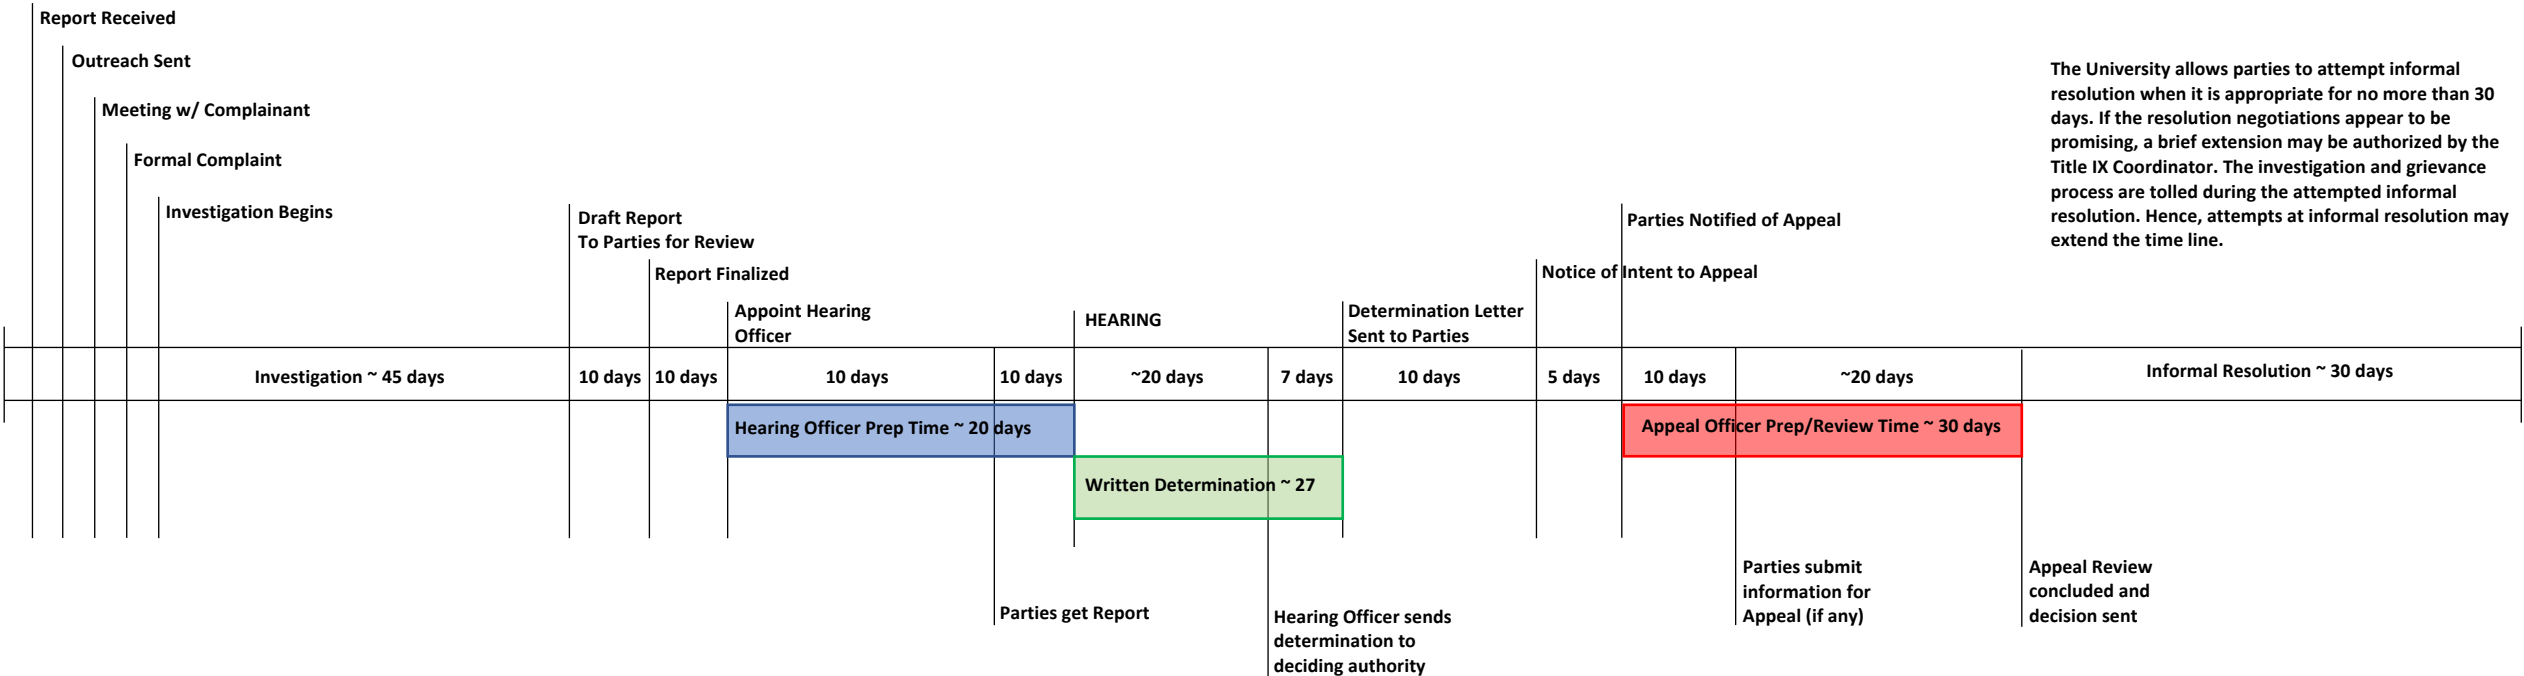 Report Received
Outreach Sent
Meeting w/ Complainant
Formal Complaint
Investigation Begins
The University allows parties to attempt informal
resolution when it is appropriate for no more than 30
days. If the resolution negotiations appear to be
promising, a brief extension may be authorized by the
Title IX Coordinator. The investigation and grievance
process are tolled during the attempted informal
resolution. Hence, attempts at informal resolution may
extend the time line.
Draft Report
To Parties for Review
Report Finalized
Appoint Hearing
Officer
HEARING
Determination Letter
Sent to Parties
Notice of Intent to Appeal
Parties Notified of Appeal
Investigation ~ 45 days
10 days
10 days
10 days
10 days
~20 days
7 days
10 days
5 days
10 days
~20 days
Informal Resolution ~ 30 days
Hearing Officer Prep Time ~ 20 days
Appeal Officer Prep/Review Time ~ 30 days
Written Determination ~ 27
Parties get Report
Hearing Officer sends
determination to
deciding authority
Parties submit
information for
Appeal (if any)
Appeal Review
concluded and
decision sent